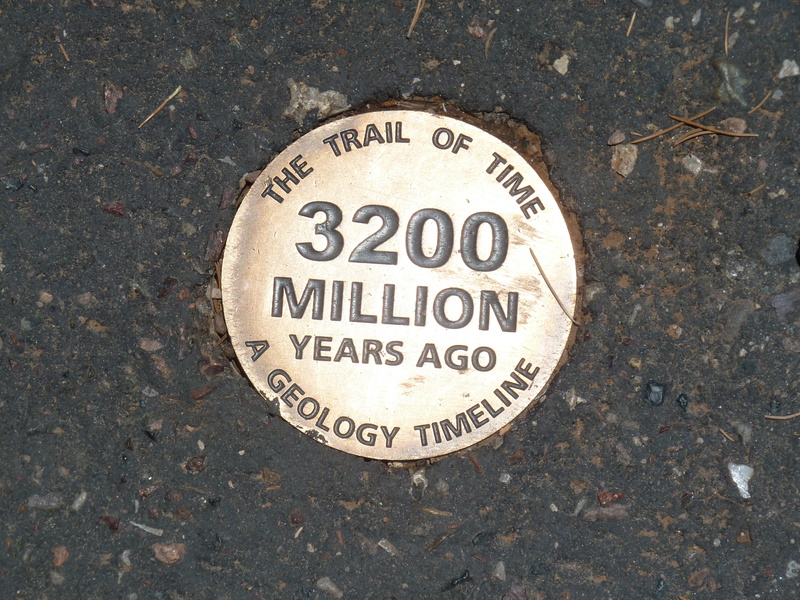 THE TRAIL OF TIME
3200
MILLION
YEARS AGO
A GEOLOGY TIMELINE